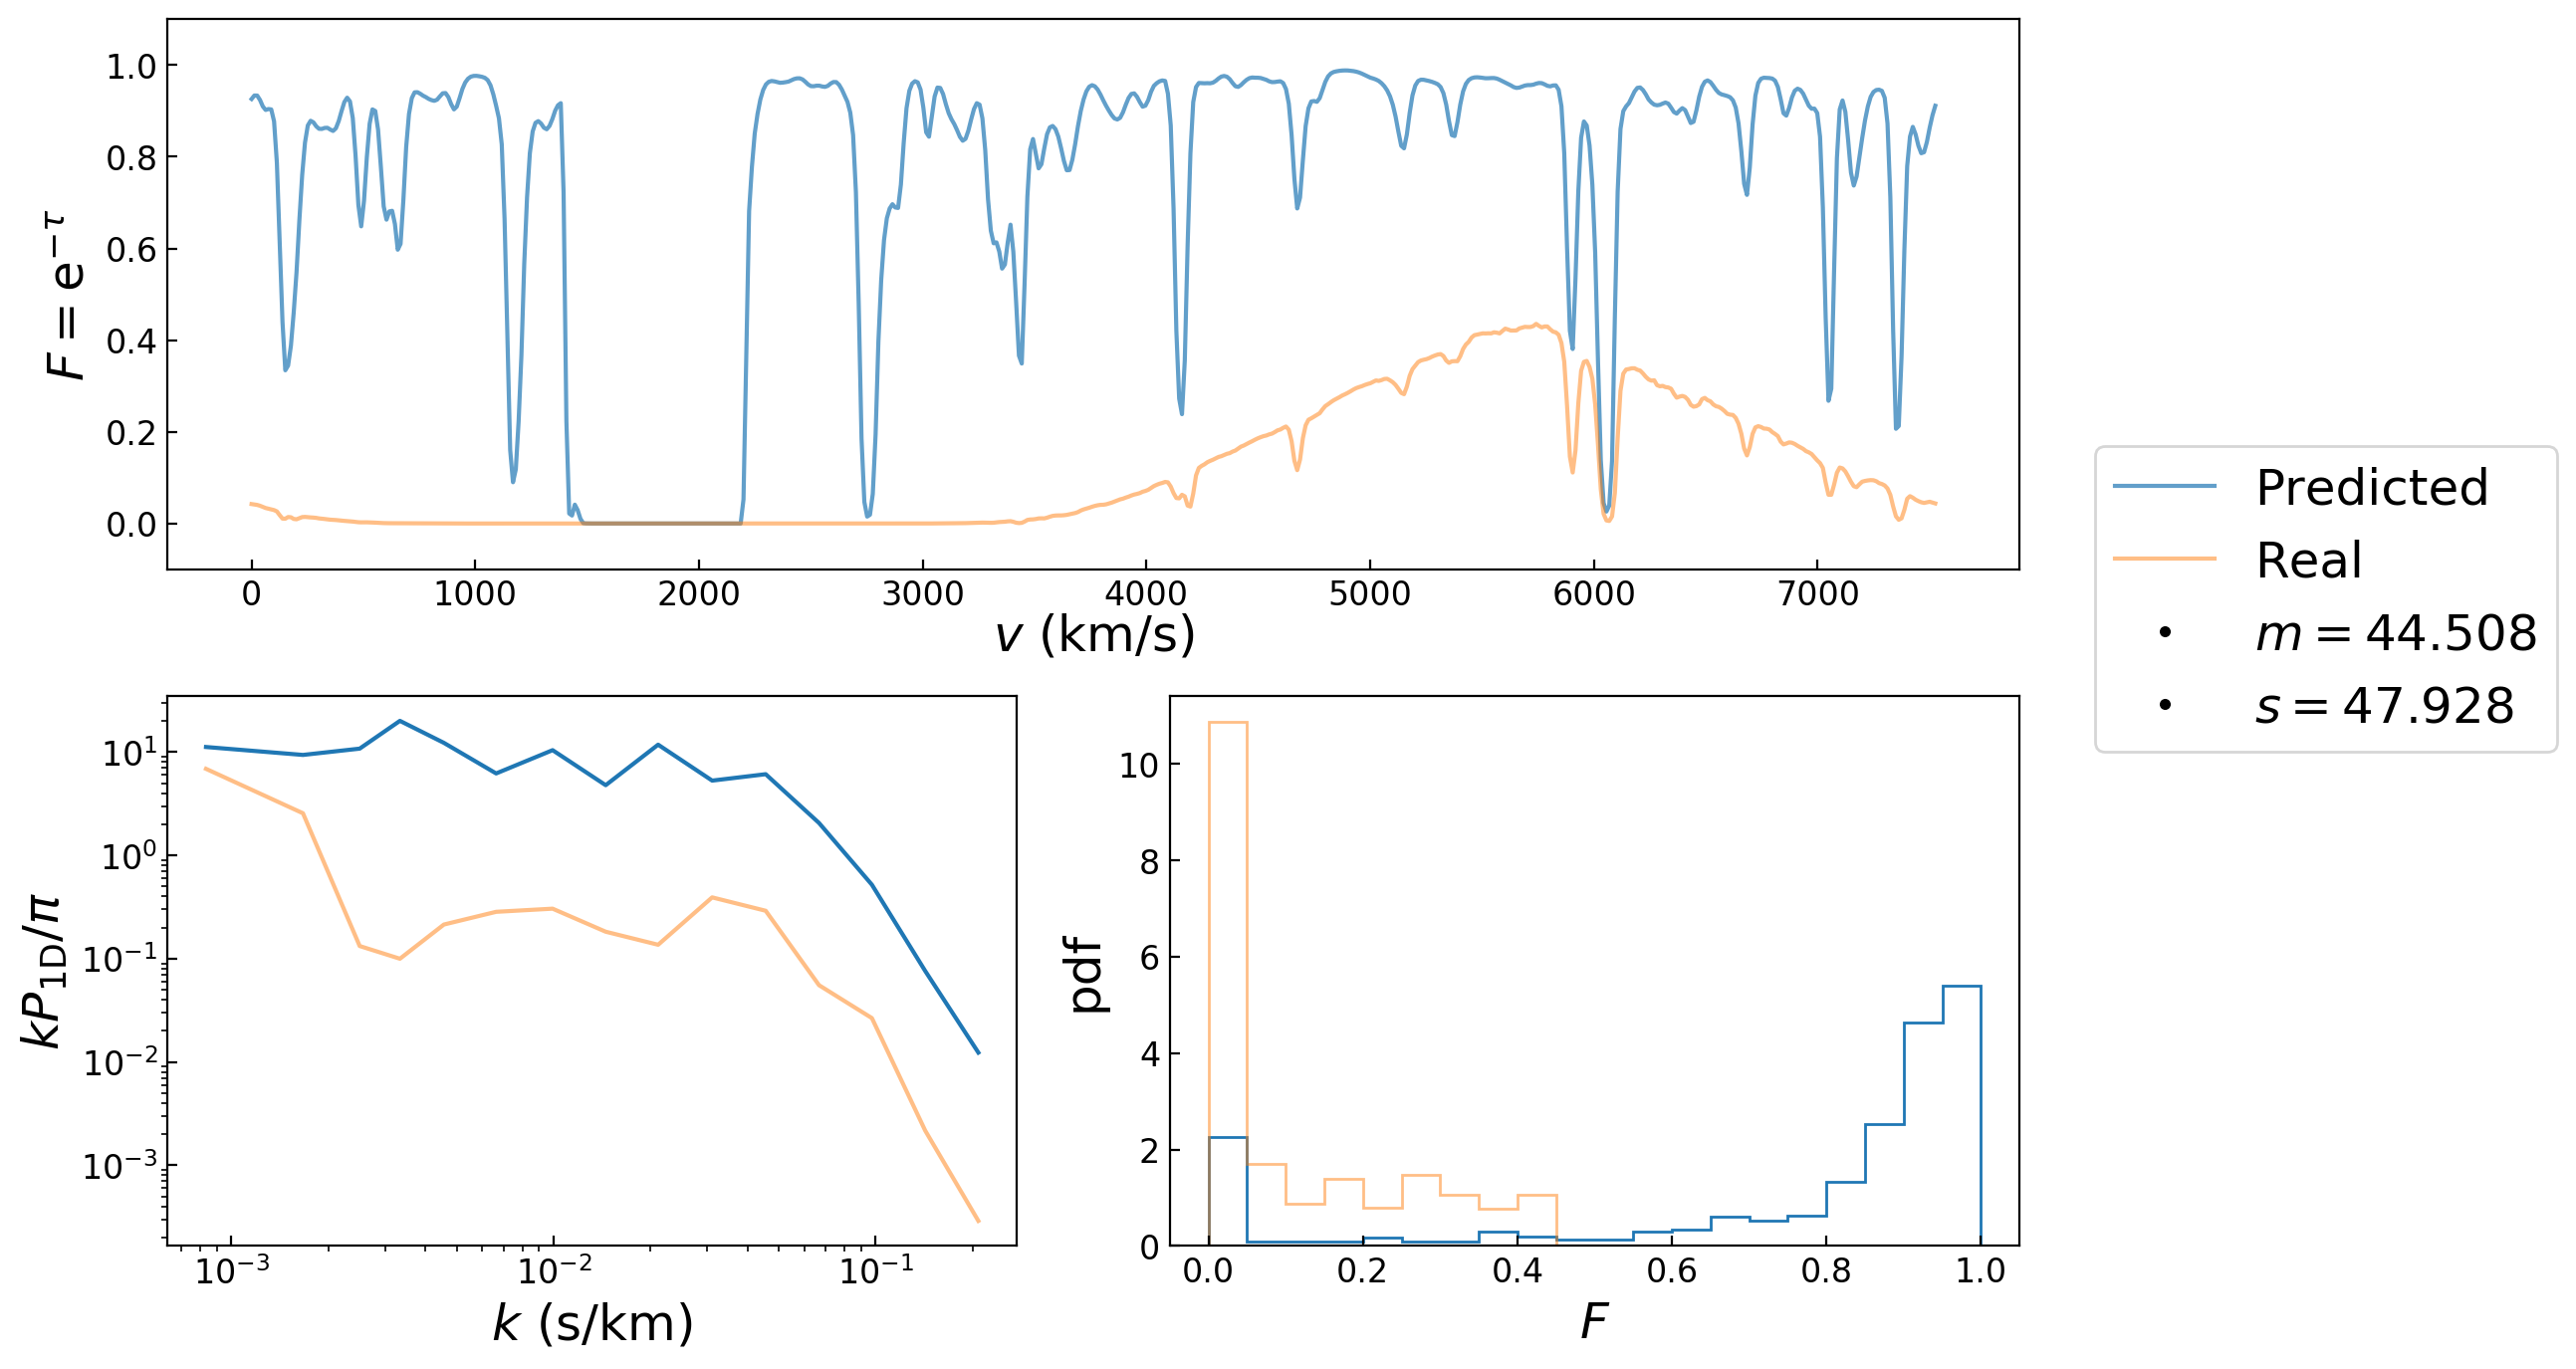 F = e^{−τ}
1.0
0.8
0.6
0.4
0.2
0.0
0 1000 2000 3000 4000 5000 6000 7000
v (km/s)
Predicted
Real
m = 44.508
s = 47.928
kP_{1D}/π
10^1
10^0
10^{−1}
10^{−2}
10^{−3}
10^{−3} 10^{−2} 10^{−1}
k (s/km)
pdf
10
8
6
4
2
0
0.0 0.2 0.4 0.6 0.8 1.0
F